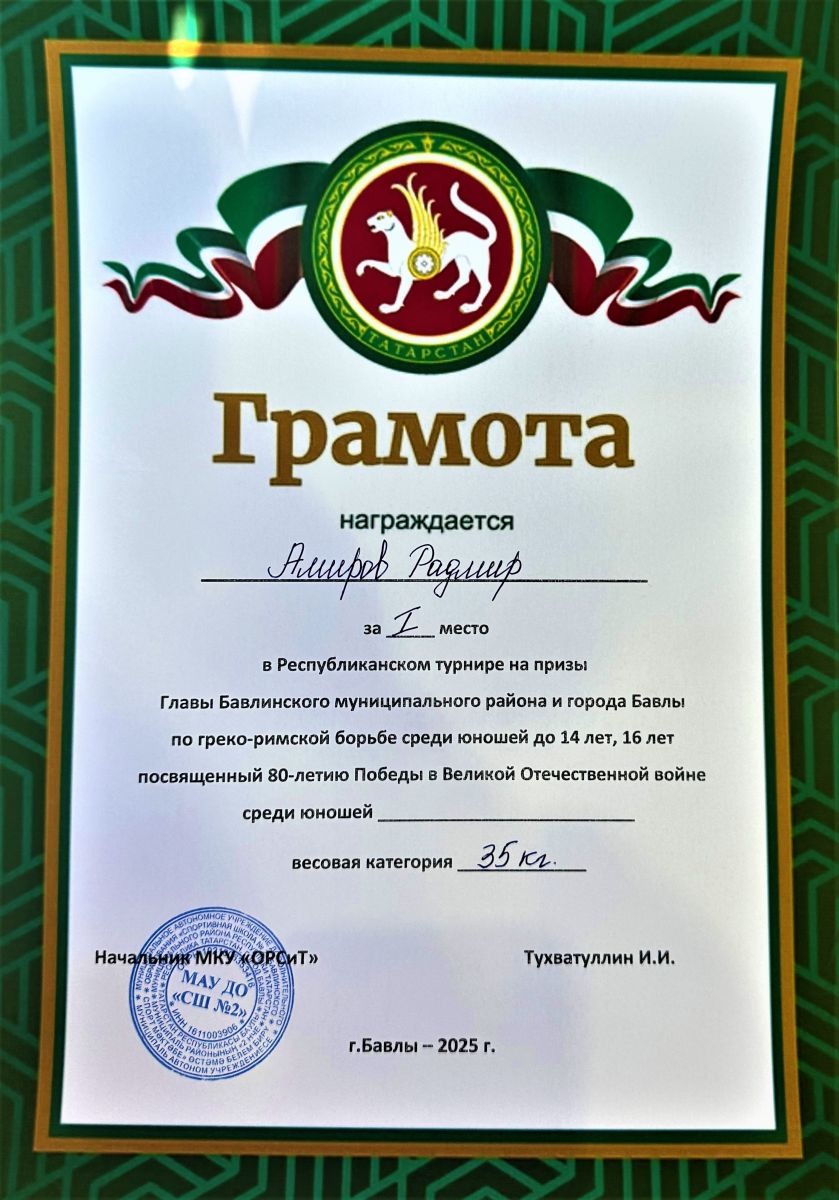 ТАТАРСТАН
Грамота
награждается
Амиров Радмир
за I место
в Республиканском турнире на призы
Главы Бавлинского муниципального района и города Бавлы
по греко-римской борьбе среди юношей до 14 лет, 16 лет
посвященный 80-летию Победы в Великой Отечественной войне
среди юношей
весовая категория 35 кг.
Начальник МКУ «ОРСиТ» Тухватуллин И.И.
МАУ ДО
«СШ №2»
ИНН 1611003906
г.Бавлы – 2025 г.